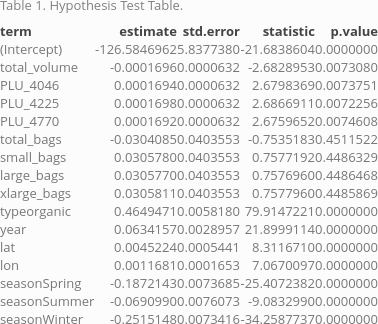 Table 1. Hypothesis Test Table.
term estimate std.error statistic p.value
(Intercept) -126.5846962 5.8377380 -21.6838604 0.0000000
total_volume -0.0001696 0.0000632 -2.6828953 0.0073080
PLU_4046 0.0001694 0.0000632 2.6798369 0.0073751
PLU_4225 0.0001698 0.0000632 2.6866911 0.0072256
PLU_4770 0.0001692 0.0000632 2.6759652 0.0074608
total_bags -0.0304085 0.0403553 -0.7535183 0.4511522
small_bags 0.0305780 0.0403553 0.7577192 0.4486329
large_bags 0.0305770 0.0403553 0.7576960 0.4486468
xlarge_bags 0.0305811 0.0403553 0.7577960 0.4485869
typeorganic 0.4649471 0.0058180 79.9147221 0.0000000
year 0.0634157 0.0028957 21.8999114 0.0000000
lat 0.0045224 0.0005441 8.3116710 0.0000000
lon 0.0011681 0.0001653 7.0670097 0.0000000
seasonSpring -0.1872143 0.0073685 -25.4072382 0.0000000
seasonSummer -0.0690990 0.0076073 -9.0832990 0.0000000
seasonWinter -0.2515148 0.0073416 -34.2587737 0.0000000